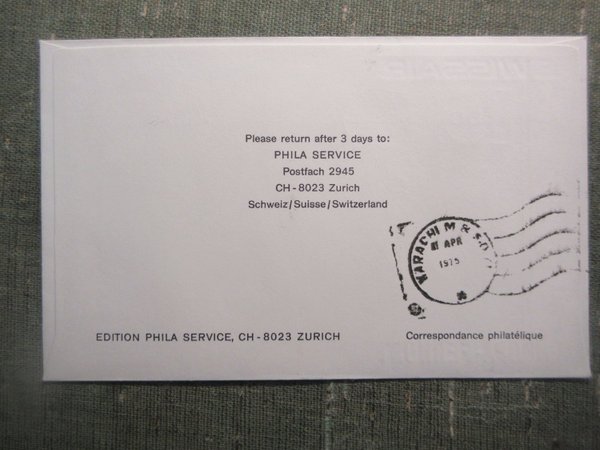 Please return after 3 days to:
PHILA SERVICE
Postfach 2945
CH-8023 Zurich
Schweiz/Suisse/Switzerland
KARACHI M & S.D
APR
1975
EDITION PHILA SERVICE, CH-8023 ZURICH
Correspondance philatélique